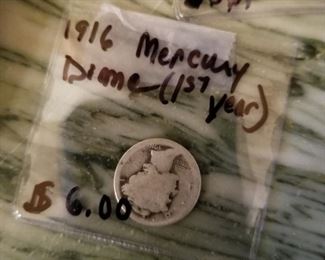 1916 Mercury
Dime (1st
year)
$ 6.00